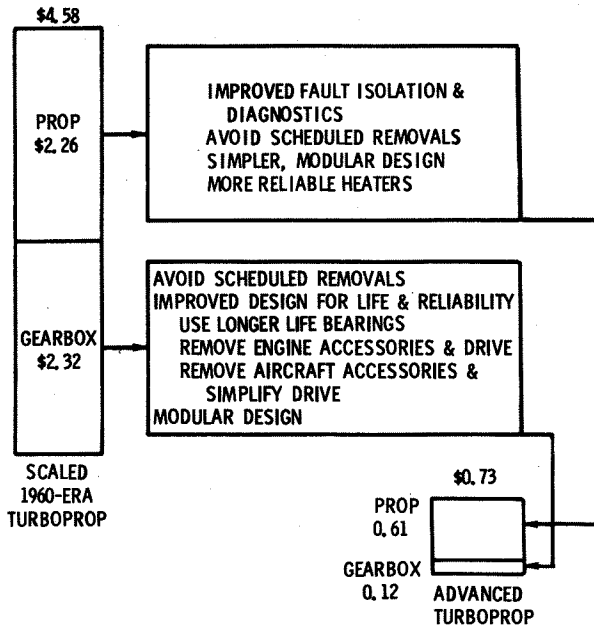 $4.58
PROP
$2.26
GEARBOX
$2.32
SCALED
1960-ERA
TURBOPROP
IMPROVED FAULT ISOLATION &
DIAGNOSTICS
AVOID SCHEDULED REMOVALS
SIMPLER, MODULAR DESIGN
MORE RELIABLE HEATERS
AVOID SCHEDULED REMOVALS
IMPROVED DESIGN FOR LIFE & RELIABILITY
USE LONGER LIFE BEARINGS
REMOVE ENGINE ACCESSORIES & DRIVE
REMOVE AIRCRAFT ACCESSORIES &
SIMPLIFY DRIVE
MODULAR DESIGN
$0.73
PROP
0.61
GEARBOX
0.12
ADVANCED
TURBOPROP